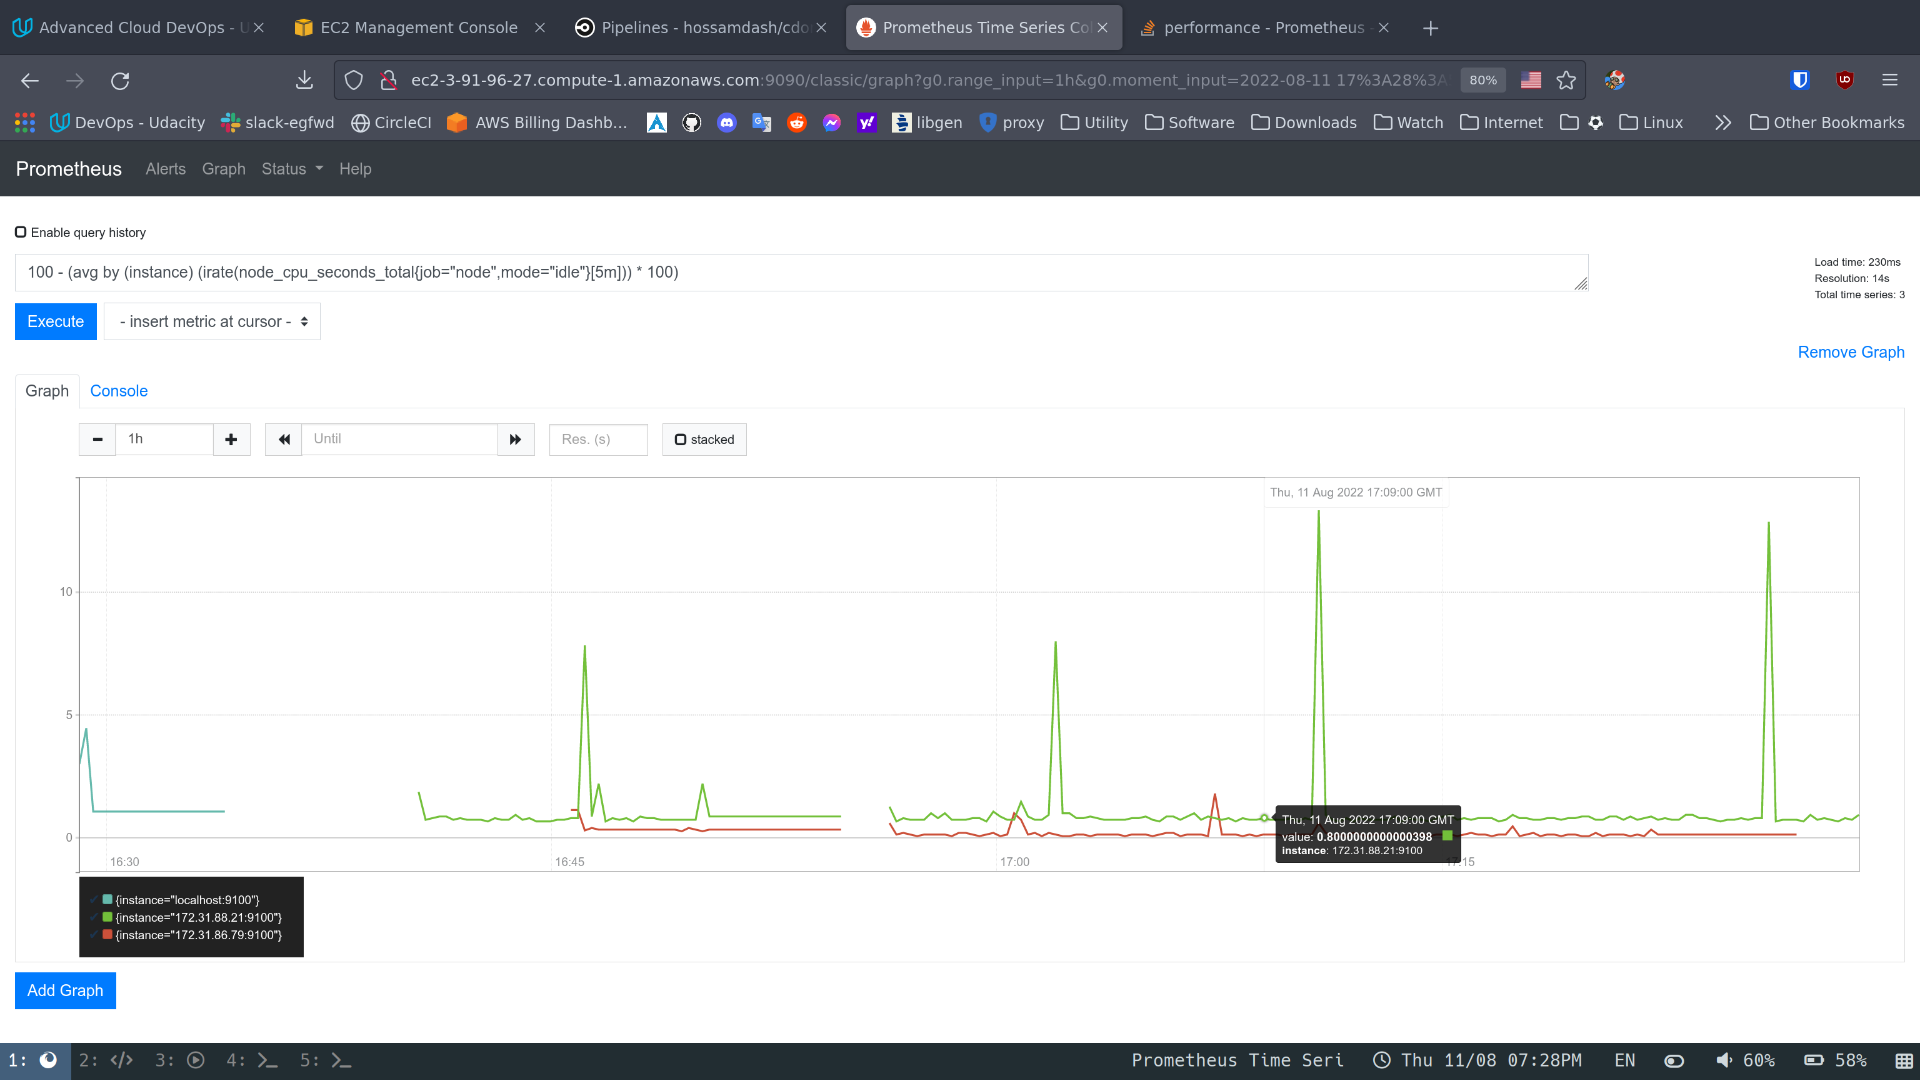 Advanced Cloud DevOps - U
EC2 Management Console
Pipelines - hossamdash/cdo
Prometheus Time Series Col
performance - Prometheus -
ec2-3-91-96-27.compute-1.amazonaws.com:9090/classic/graph?g0.range_input=1h&g0.moment_input=2022-08-11 17%3A28%3A
80%
DevOps - Udacity
slack-egfwd
CircleCI
AWS Billing Dashb...
libgen
proxy
Utility
Software
Downloads
Watch
Internet
Linux
Other Bookmarks
Prometheus
Alerts
Graph
Status
Help
Enable query history
100 - (avg by (instance) (irate(node_cpu_seconds_total{job="node",mode="idle"}[5m])) * 100)
Load time: 230ms
Resolution: 14s
Total time series: 3
Execute
- insert metric at cursor -
Remove Graph
Graph
Console
1h
Until
Res. (s)
stacked
Thu, 11 Aug 2022 17:09:00 GMT
10
5
0
Thu, 11 Aug 2022 17:09:00 GMT
value: 0.8000000000000398
instance: 172.31.88.21:9100
16:30
16:45
17:00
17:15
{instance="localhost:9100"}
{instance="172.31.88.21:9100"}
{instance="172.31.86.79:9100"}
Add Graph
1:
2:
3:
4:
5:
Prometheus Time Seri
Thu 11/08 07:28PM
EN
60%
58%